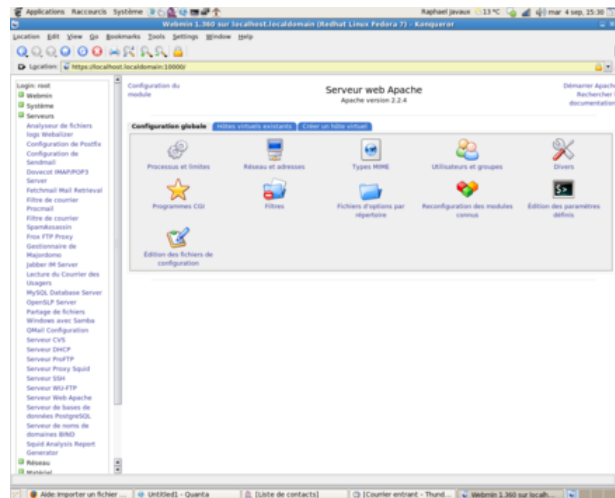 Applications Raccourcis Système
Raphael Javaux 13 °C mar 4 sep, 15:30
Webmin 1.360 sur localhost.localdomain (Redhat Linux Fedora 7) - Konqueror
Location Edit View Go Bookmarks Tools Settings Window Help
Location: https://localhost.localdomain:10000/
Login: root
Webmin
Système
Serveurs
Analyseur de fichiers
logs Webalizer
Configuration de Postfix
Configuration de
Sendmail
Dovecot IMAP/POP3
Server
Fetchmail Mail Retrieval
Filtre de courrier
Procmail
Filtre de courrier
SpamAssassin
Frox FTP Proxy
Gestionnaire de
Majordomo
Jabber IM Server
Lecture du Courrier des
Usagers
MySQL Database Server
OpenSLP Server
Partage de fichiers
Windows avec Samba
QMail Configuration
Serveur CVS
Serveur DHCP
Serveur ProFTP
Serveur Proxy Squid
Serveur SSH
Serveur WU-FTP
Serveur Web Apache
Serveur de bases de
données PostgreSQL
Serveur de noms de
domaines BIND
Squid Analysis Report
Generator
Réseau
Matériel
Configuration du
module
Serveur web Apache
Apache version 2.2.4
Démarrer Apach
Rechercher
documentation
Configuration globale Hôtes virtuels existants Créer un hôte virtuel
Processus et limites Réseau et adresses Types MIME Utilisateurs et groupes Divers
Programmes CGI Filtres Fichiers d'options par répertoire Reconfiguration des modules connus Édition des paramètres définis
Édition des fichiers de configuration
Aide:Importer un fichier ... Untitled1 - Quanta [Liste de contacts] [Courrier entrant - Thund... Webmin 1.360 sur localh...